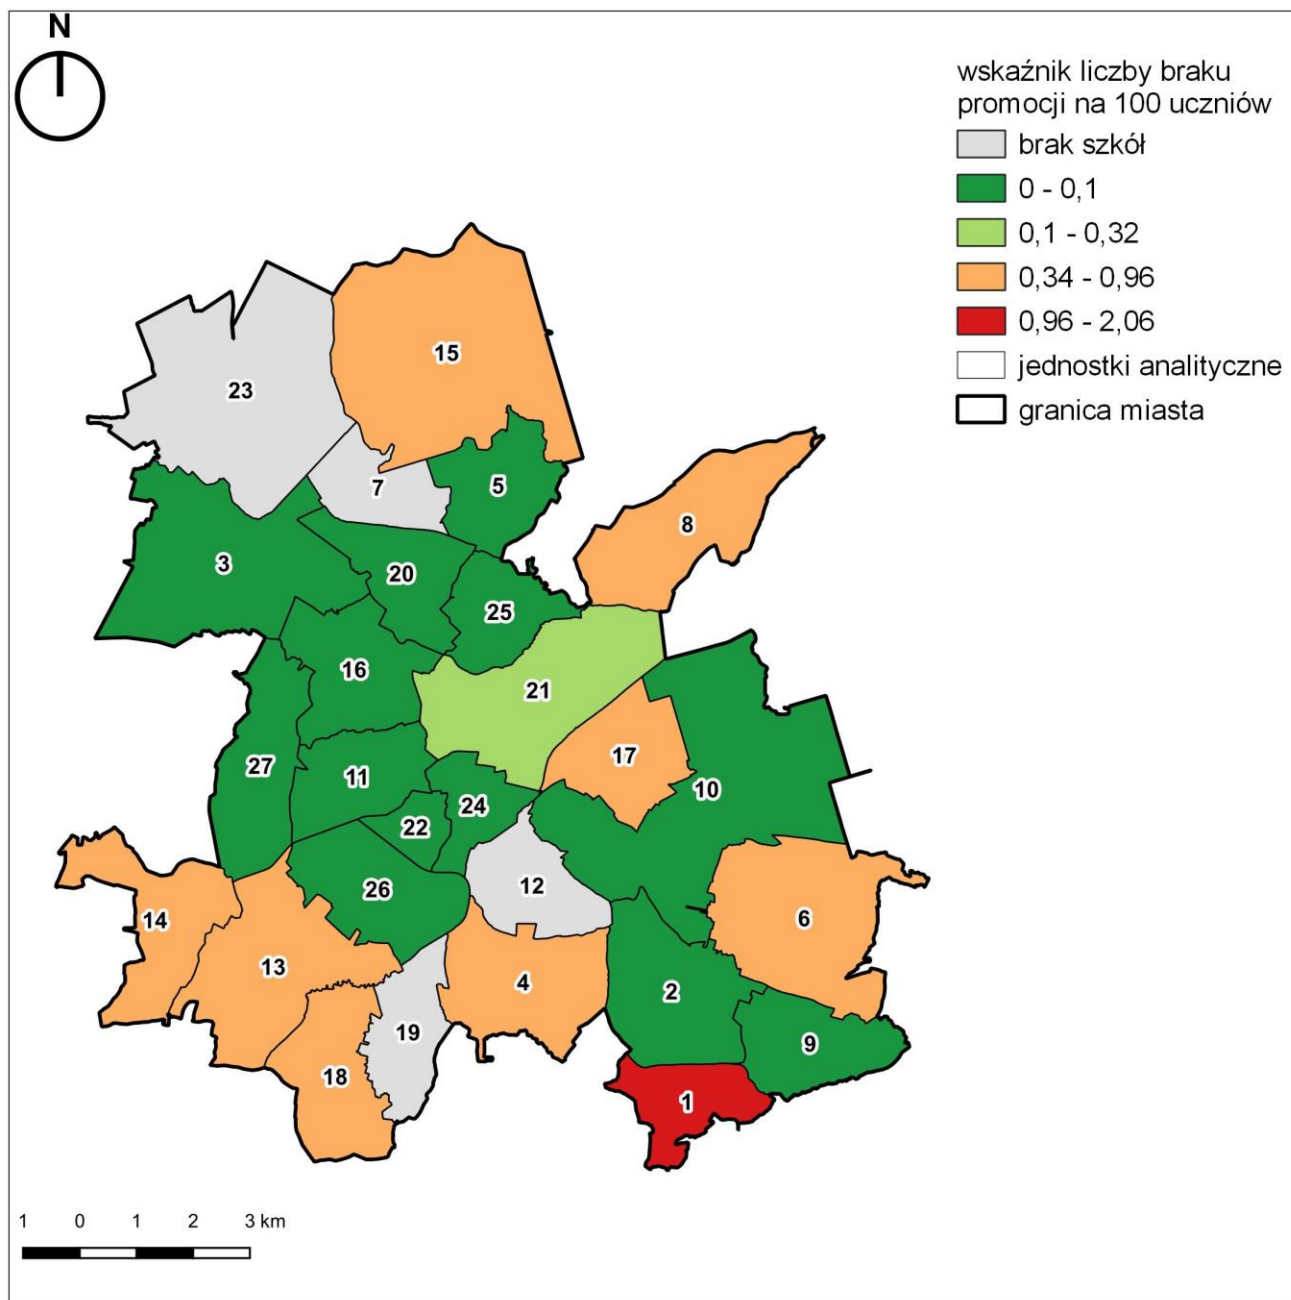 N
wskaźnik liczby braku
promocji na 100 uczniów
brak szkół
0 - 0,1
0,1 - 0,32
0,34 - 0,96
0,96 - 2,06
jednostki analityczne
granica miasta
15
23
7
5
8
3
20
25
16
21
27
11
17
10
24
22
26
12
14
6
13
4
2
19
9
18
1
1 0 1 2 3 km